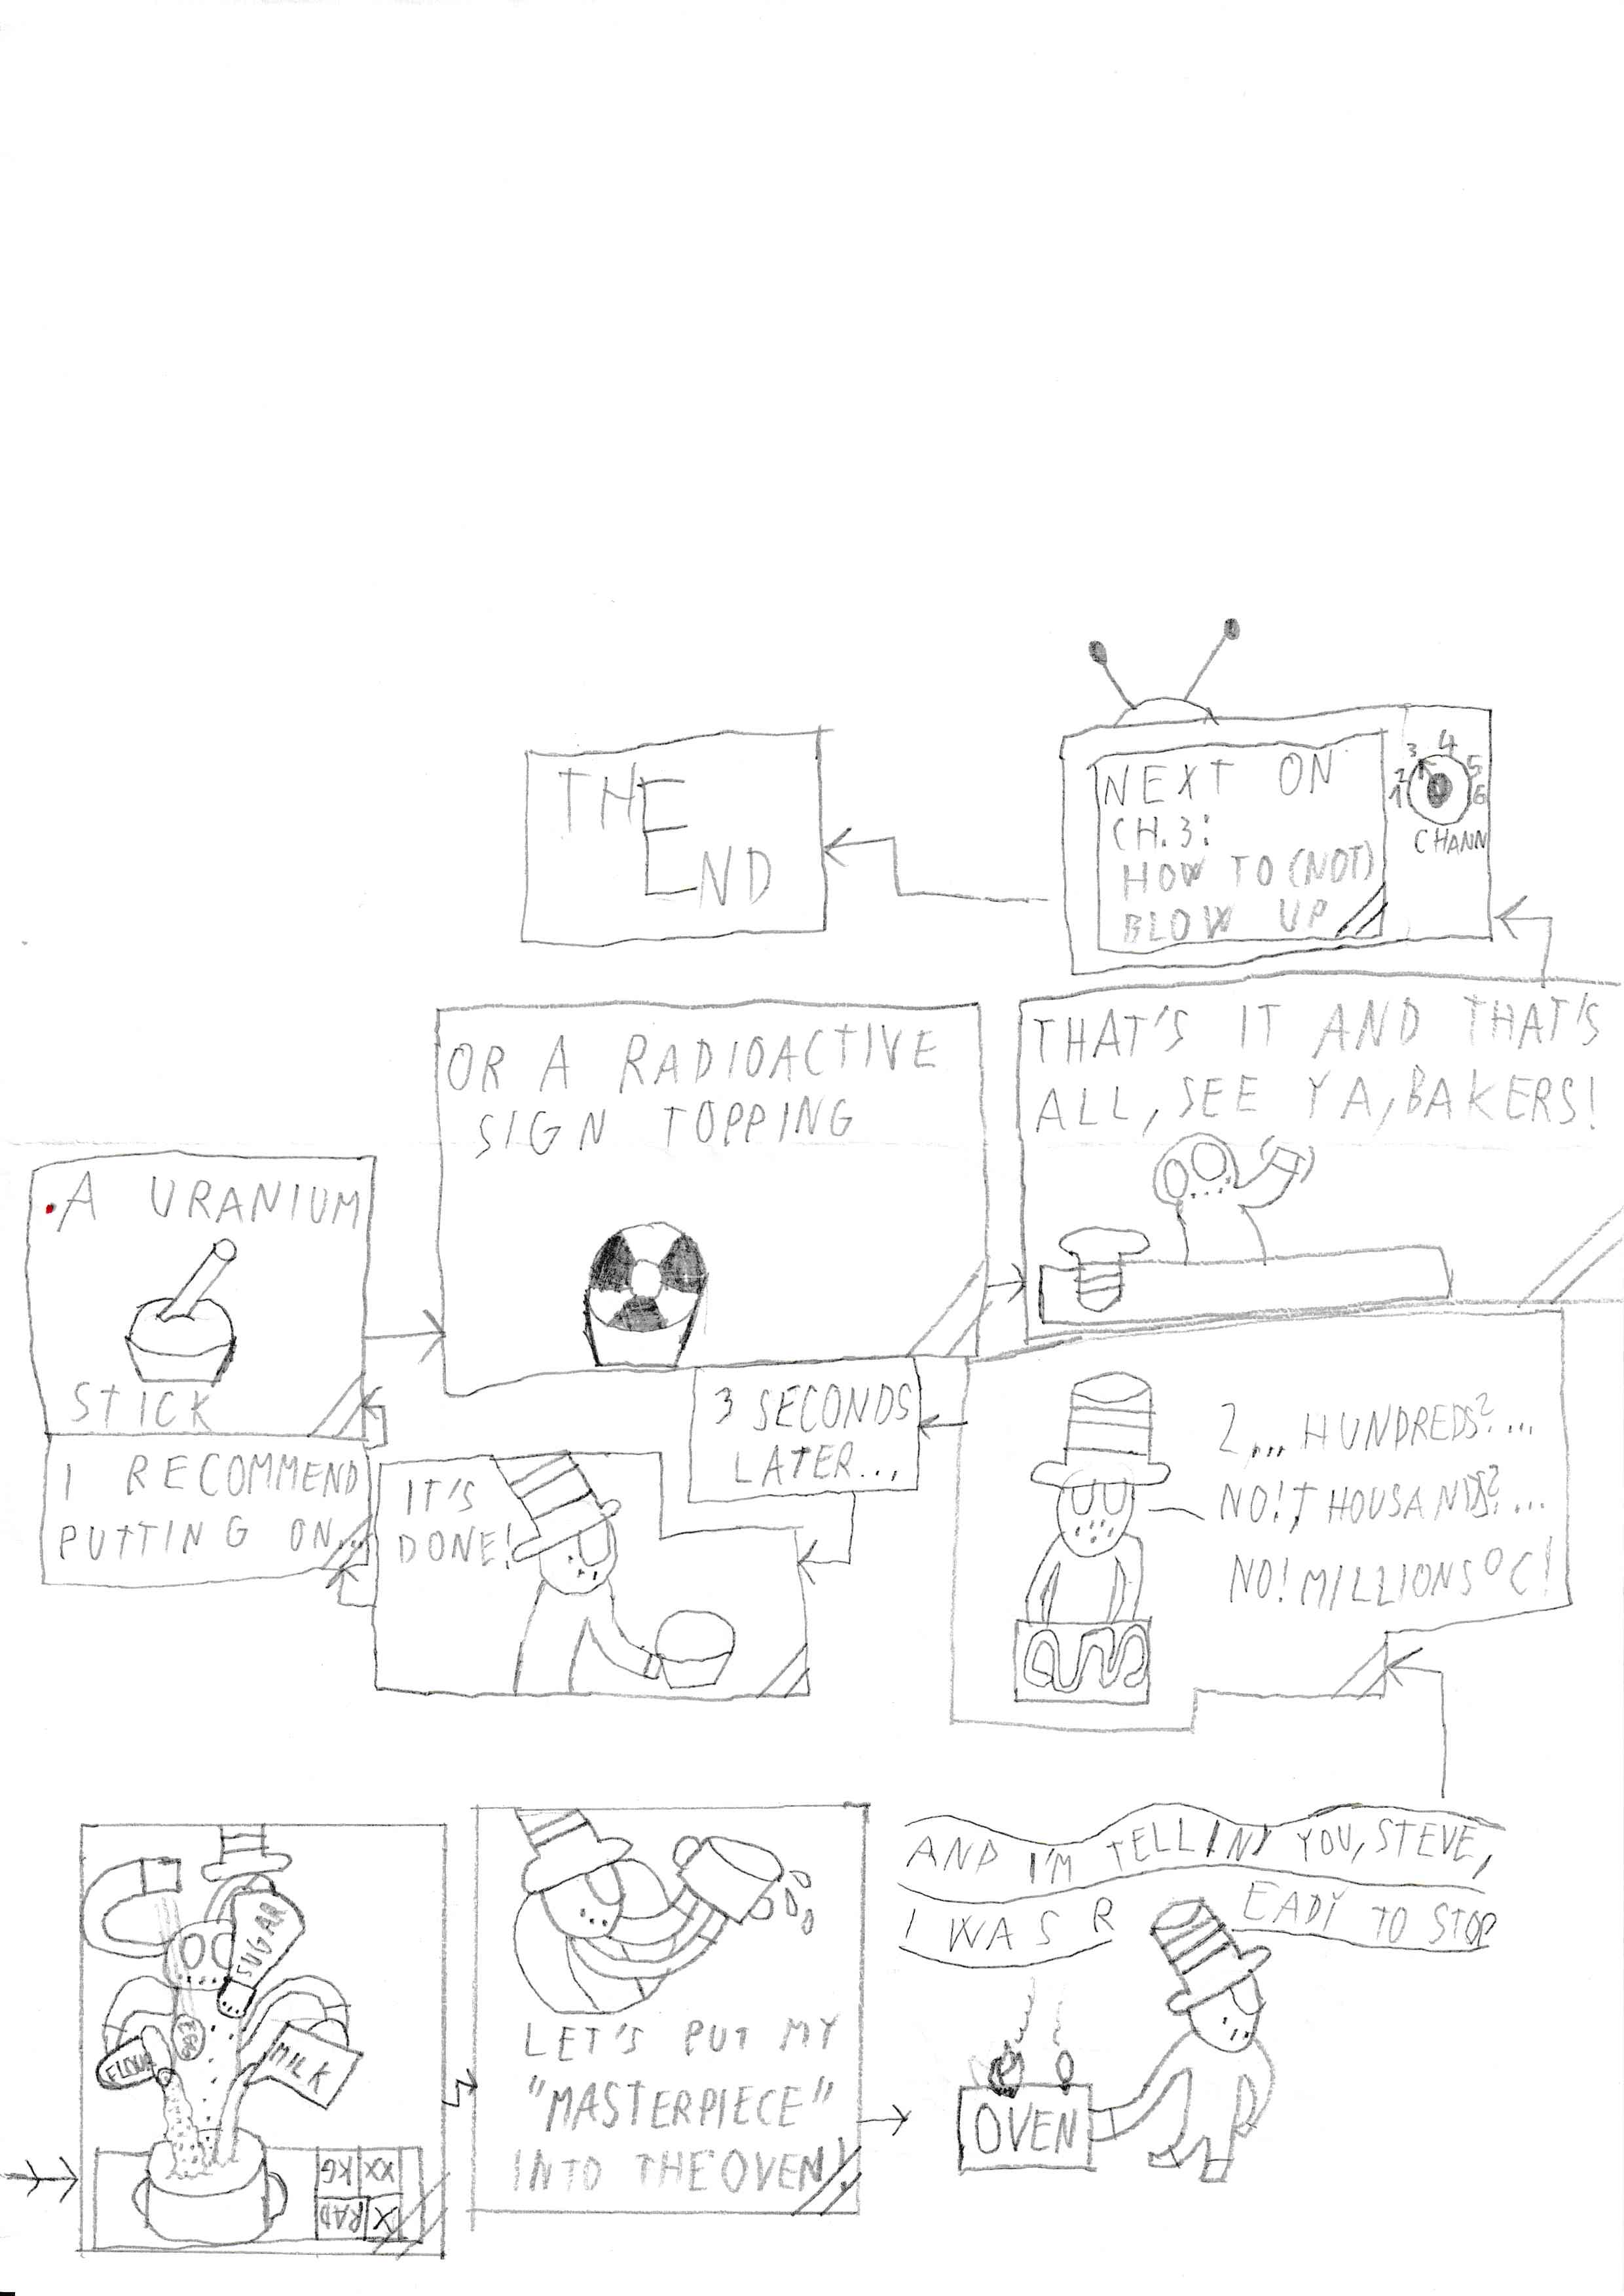 SUGAR
EGG
FLOUR
MILK
KG XX
RAD X
LET'S PUT MY
"MASTERPIECE"
INTO THE OVEN
AND I'M TELLIN' YOU, STEVE,
I WAS READY TO STOP
OVEN
2... HUNDREDS?...
NO! THOUSANDS?...
NO! MILLIONS°C!
3 SECONDS
LATER...
IT'S
DONE!
I RECOMMEND
PUTTING ON...
A URANIUM
STICK
OR A RADIOACTIVE
SIGN TOPPING
THAT'S IT AND THAT'S
ALL, SEE YA, BAKERS!
NEXT ON
CH.3:
HOW TO (NOT)
BLOW UP
1 2 3 4 5 6
CHANN
THE
END